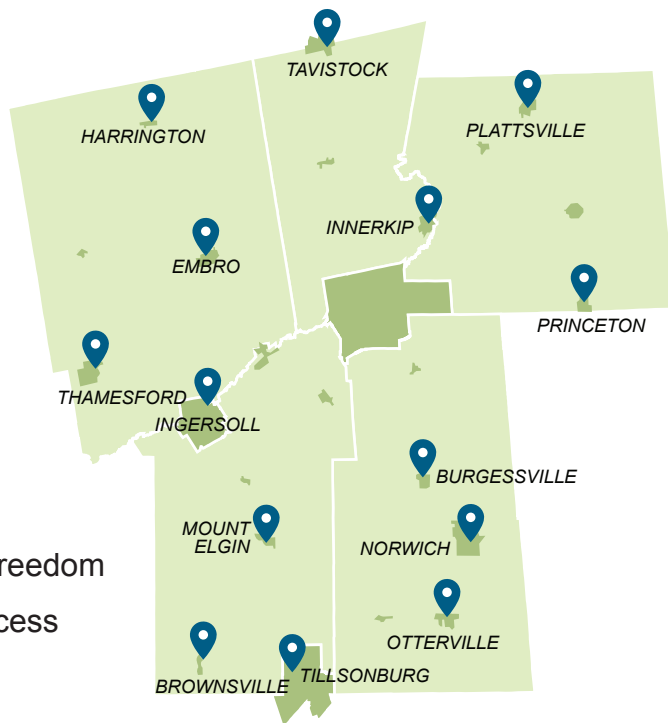 TAVISTOCK
HARRINGTON
PLATTSVILLE
INNERKIP
EMBRO
PRINCETON
THAMESFORD
INGERSOLL
BURGESSVILLE
MOUNT
ELGIN
NORWICH
reedom
cess
OTTERVILLE
BROWNSVILLE
TILLSONBURG